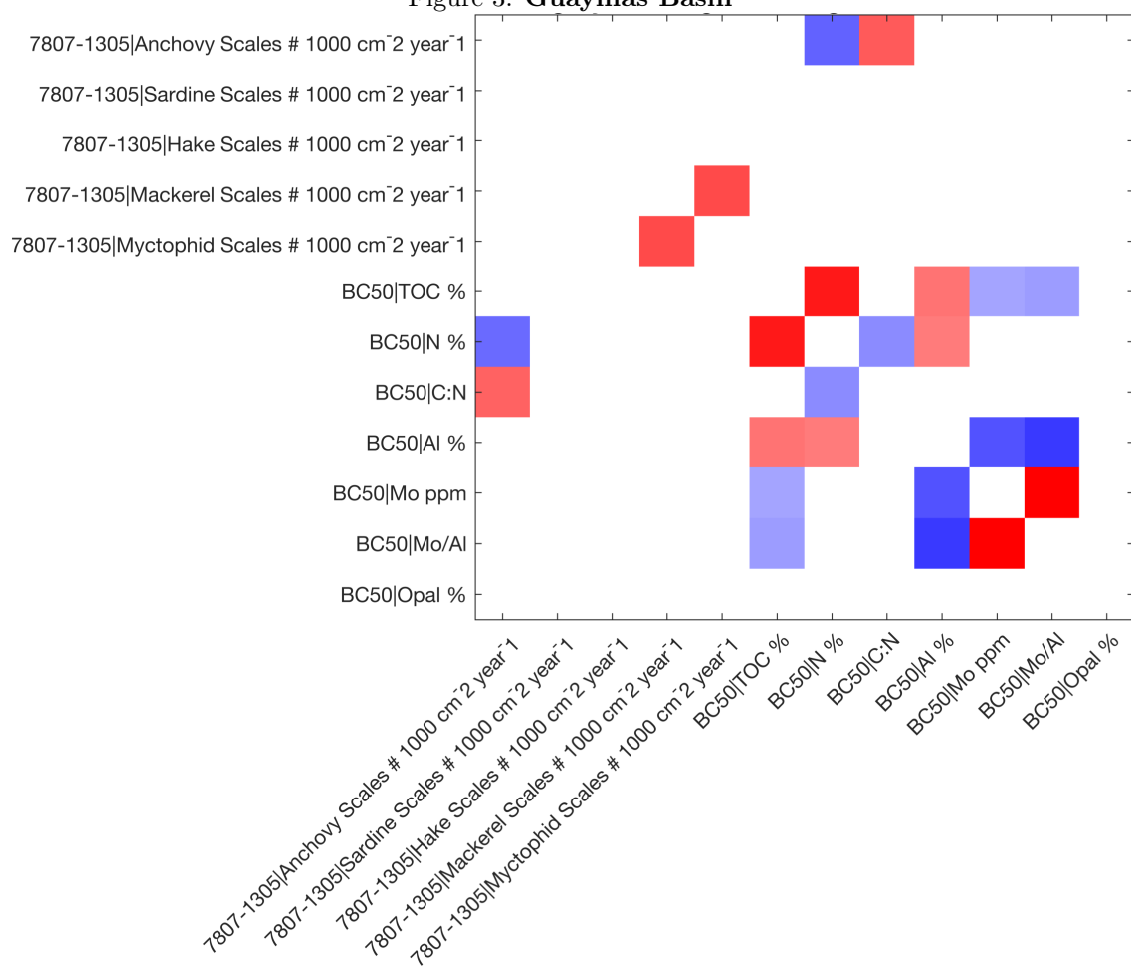 Figure 3: Guaymas Basin
7807-1305|Anchovy Scales # 1000 cm-2 year-1
7807-1305|Sardine Scales # 1000 cm-2 year-1
7807-1305|Hake Scales # 1000 cm-2 year-1
7807-1305|Mackerel Scales # 1000 cm-2 year-1
7807-1305|Myctophid Scales # 1000 cm-2 year-1
BC50|TOC %
BC50|N %
BC50|C:N
BC50|Al %
BC50|Mo ppm
BC50|Mo/Al
BC50|Opal %
7807-1305|Anchovy Scales # 1000 cm-2 year-1
7807-1305|Sardine Scales # 1000 cm-2 year-1
7807-1305|Hake Scales # 1000 cm-2 year-1
7807-1305|Mackerel Scales # 1000 cm-2 year-1
7807-1305|Myctophid Scales # 1000 cm-2 year-1
BC50|TOC %
BC50|N %
BC50|C:N
BC50|Al %
BC50|Mo ppm
BC50|Mo/Al
BC50|Opal %